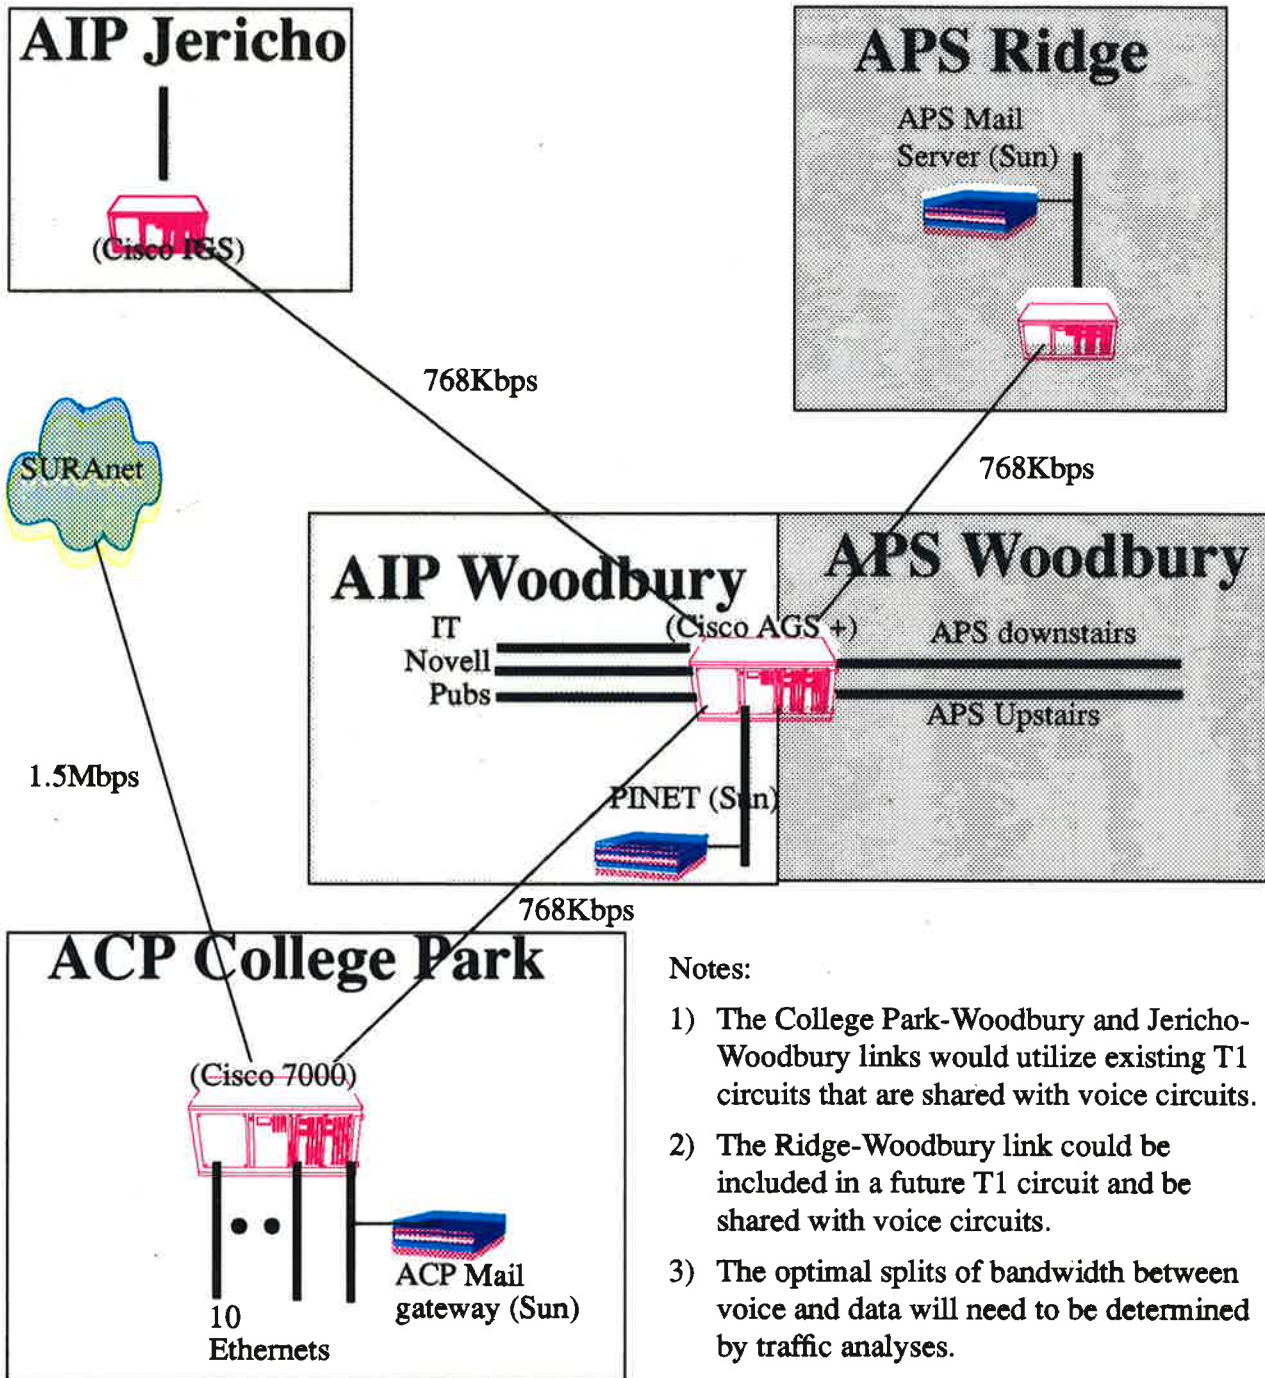 AIP Jericho
(Cisco IGS)
APS Ridge
APS Mail
Server (Sun)
768Kbps
SURAnet
768Kbps
AIP Woodbury
APS Woodbury
(Cisco AGS +)
IT
Novell
Pubs
APS downstairs
APS Upstairs
1.5Mbps
PINET (Sun)
768Kbps
ACP College Park
(Cisco 7000)
ACP Mail
gateway (Sun)
10
Ethernets
Notes:
1) The College Park-Woodbury and Jericho-
Woodbury links would utilize existing T1
circuits that are shared with voice circuits.
2) The Ridge-Woodbury link could be
included in a future T1 circuit and be
shared with voice circuits.
3) The optimal splits of bandwidth between
voice and data will need to be determined
by traffic analyses.